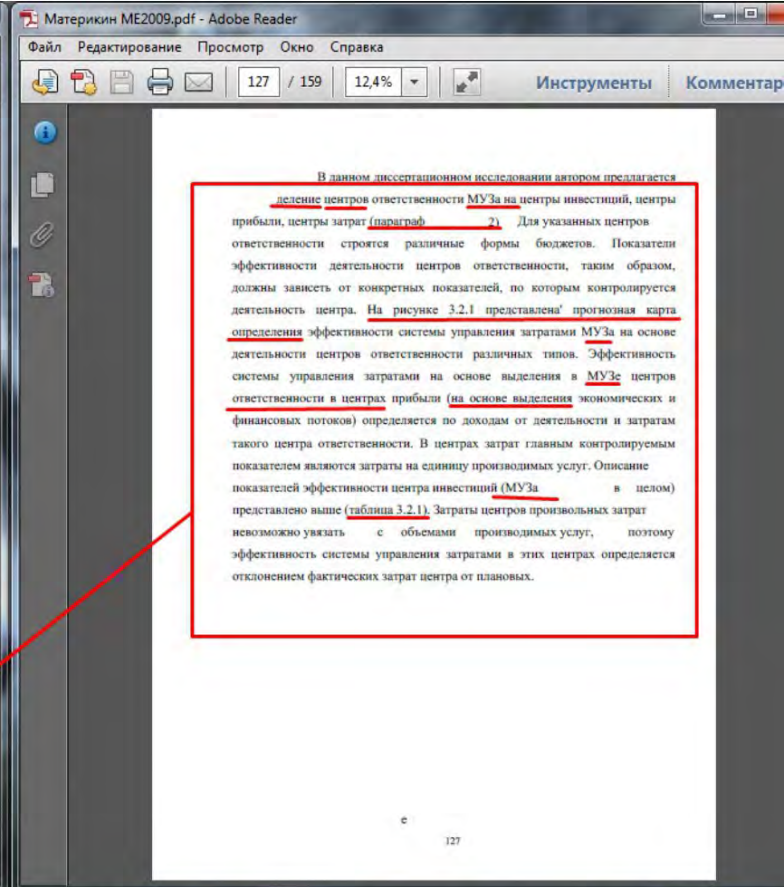 Материкин МЕ2009.pdf - Adobe Reader
Файл Редактирование Просмотр Окно Справка
127 / 159 12,4% Инструменты Комментар
В данном диссертационном исследовании автором предлагается
деление центров ответственности МУЗа на центры инвестиций, центры
прибыли, центры затрат (параграф 2) Для указанных центров
ответственности строятся различные формы бюджетов. Показатели
эффективности деятельности центров ответственности, таким образом,
должны зависеть от конкретных показателей, по которым контролируется
деятельность центра. На рисунке 3.2.1 представлена' прогнозная карта
определения эффективности системы управления затратами МУЗа на основе
деятельности центров ответственности различных типов. Эффективность
системы управления затратами на основе выделения в МУЗе центров
ответственности в центрах прибыли (на основе выделения экономических и
финансовых потоков) определяется по доходам от деятельности и затратам
такого центра ответственности. В центрах затрат главным контролируемым
показателем являются затраты на единицу производимых услуг. Описание
показателей эффективности центра инвестиций (МУЗа в целом)
представлено выше (таблица 3.2.1). Затраты центров произвольных затрат
невозможно увязать с объемами производимых услуг, поэтому
эффективность системы управления затратами в этих центрах определяется
отклонением фактических затрат центра от плановых.
е
127